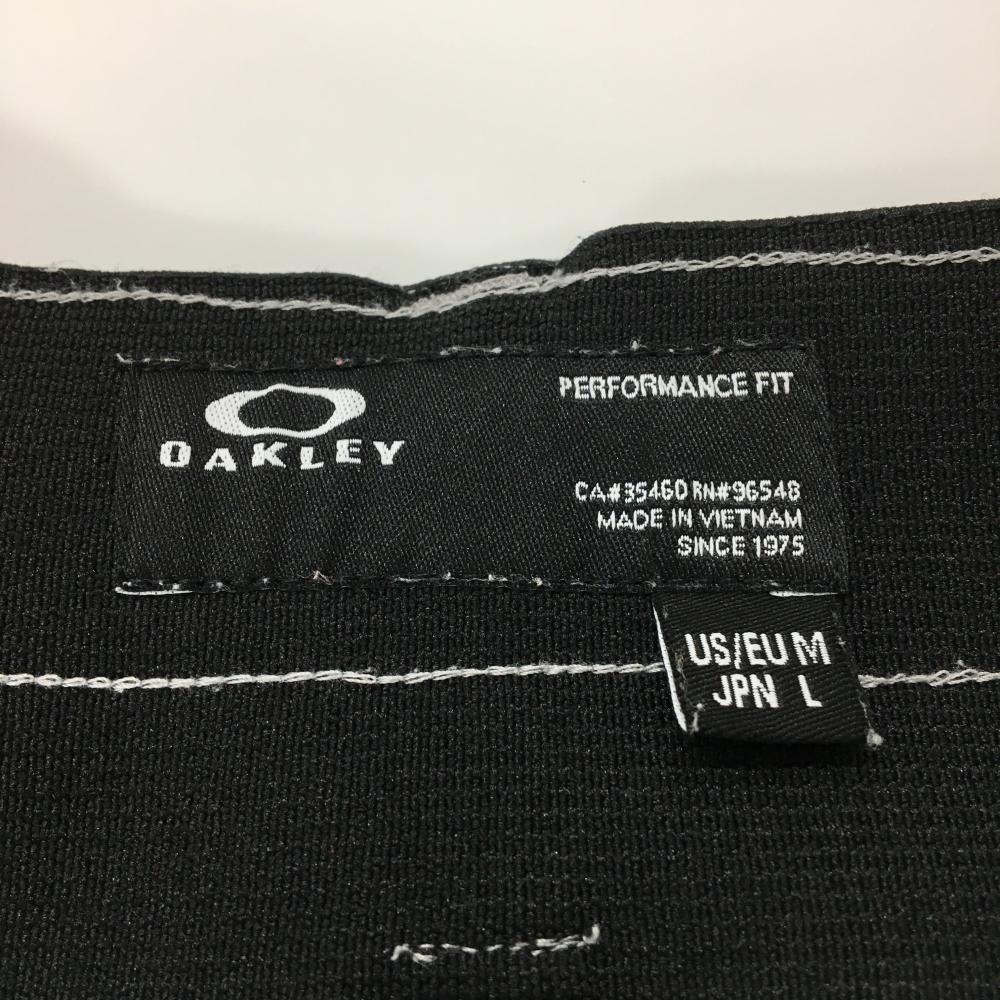 OAKLEY
PERFORMANCE FIT
CA#35460 RN#96548
MADE IN VIETNAM
SINCE 1975
US/EU M
JPN L